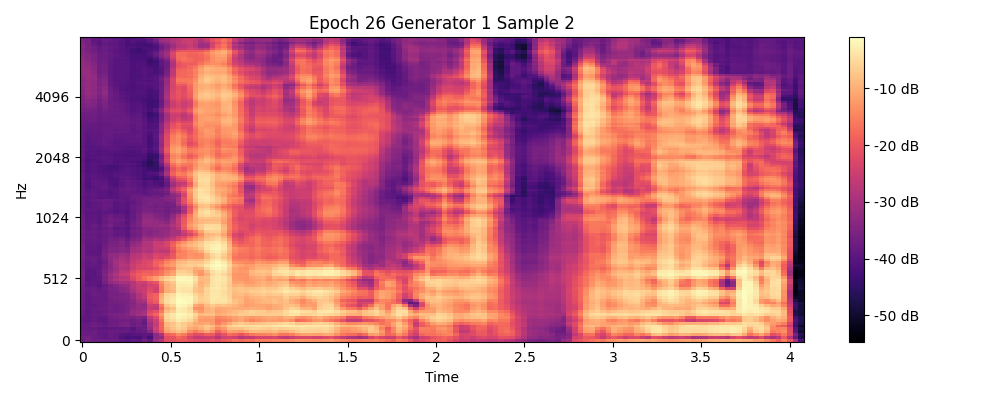 Epoch 26 Generator 1 Sample 2
Hz
4096
2048
1024
512
0
0 0.5 1 1.5 2 2.5 3 3.5 4
Time
-10 dB
-20 dB
-30 dB
-40 dB
-50 dB